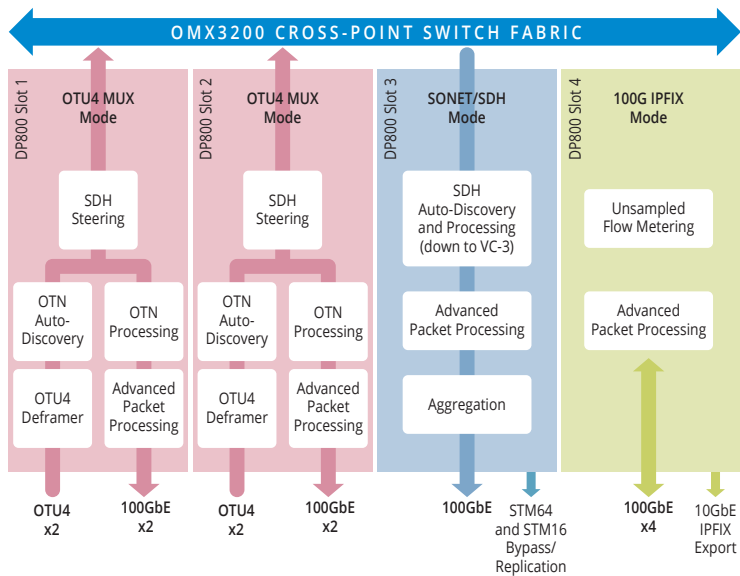 OMX3200 CROSS-POINT SWITCH FABRIC
DP800 Slot 1
OTU4 MUX
Mode
SDH
Steering
OTN
Auto-
Discovery
OTN
Processing
OTU4
Deframer
Advanced
Packet
Processing
OTU4
x2
100GbE
x2
DP800 Slot 2
OTU4 MUX
Mode
SDH
Steering
OTN
Auto-
Discovery
OTN
Processing
OTU4
Deframer
Advanced
Packet
Processing
OTU4
x2
100GbE
x2
DP800 Slot 3
SONET/SDH
Mode
SDH
Auto-Discovery
and Processing
(down to VC-3)
Advanced
Packet Processing
Aggregation
100GbE
STM64
and STM16
Bypass/
Replication
DP800 Slot 4
100G IPFIX
Mode
Unsampled
Flow Metering
Advanced
Packet Processing
100GbE
x4
10GbE
IPFIX
Export